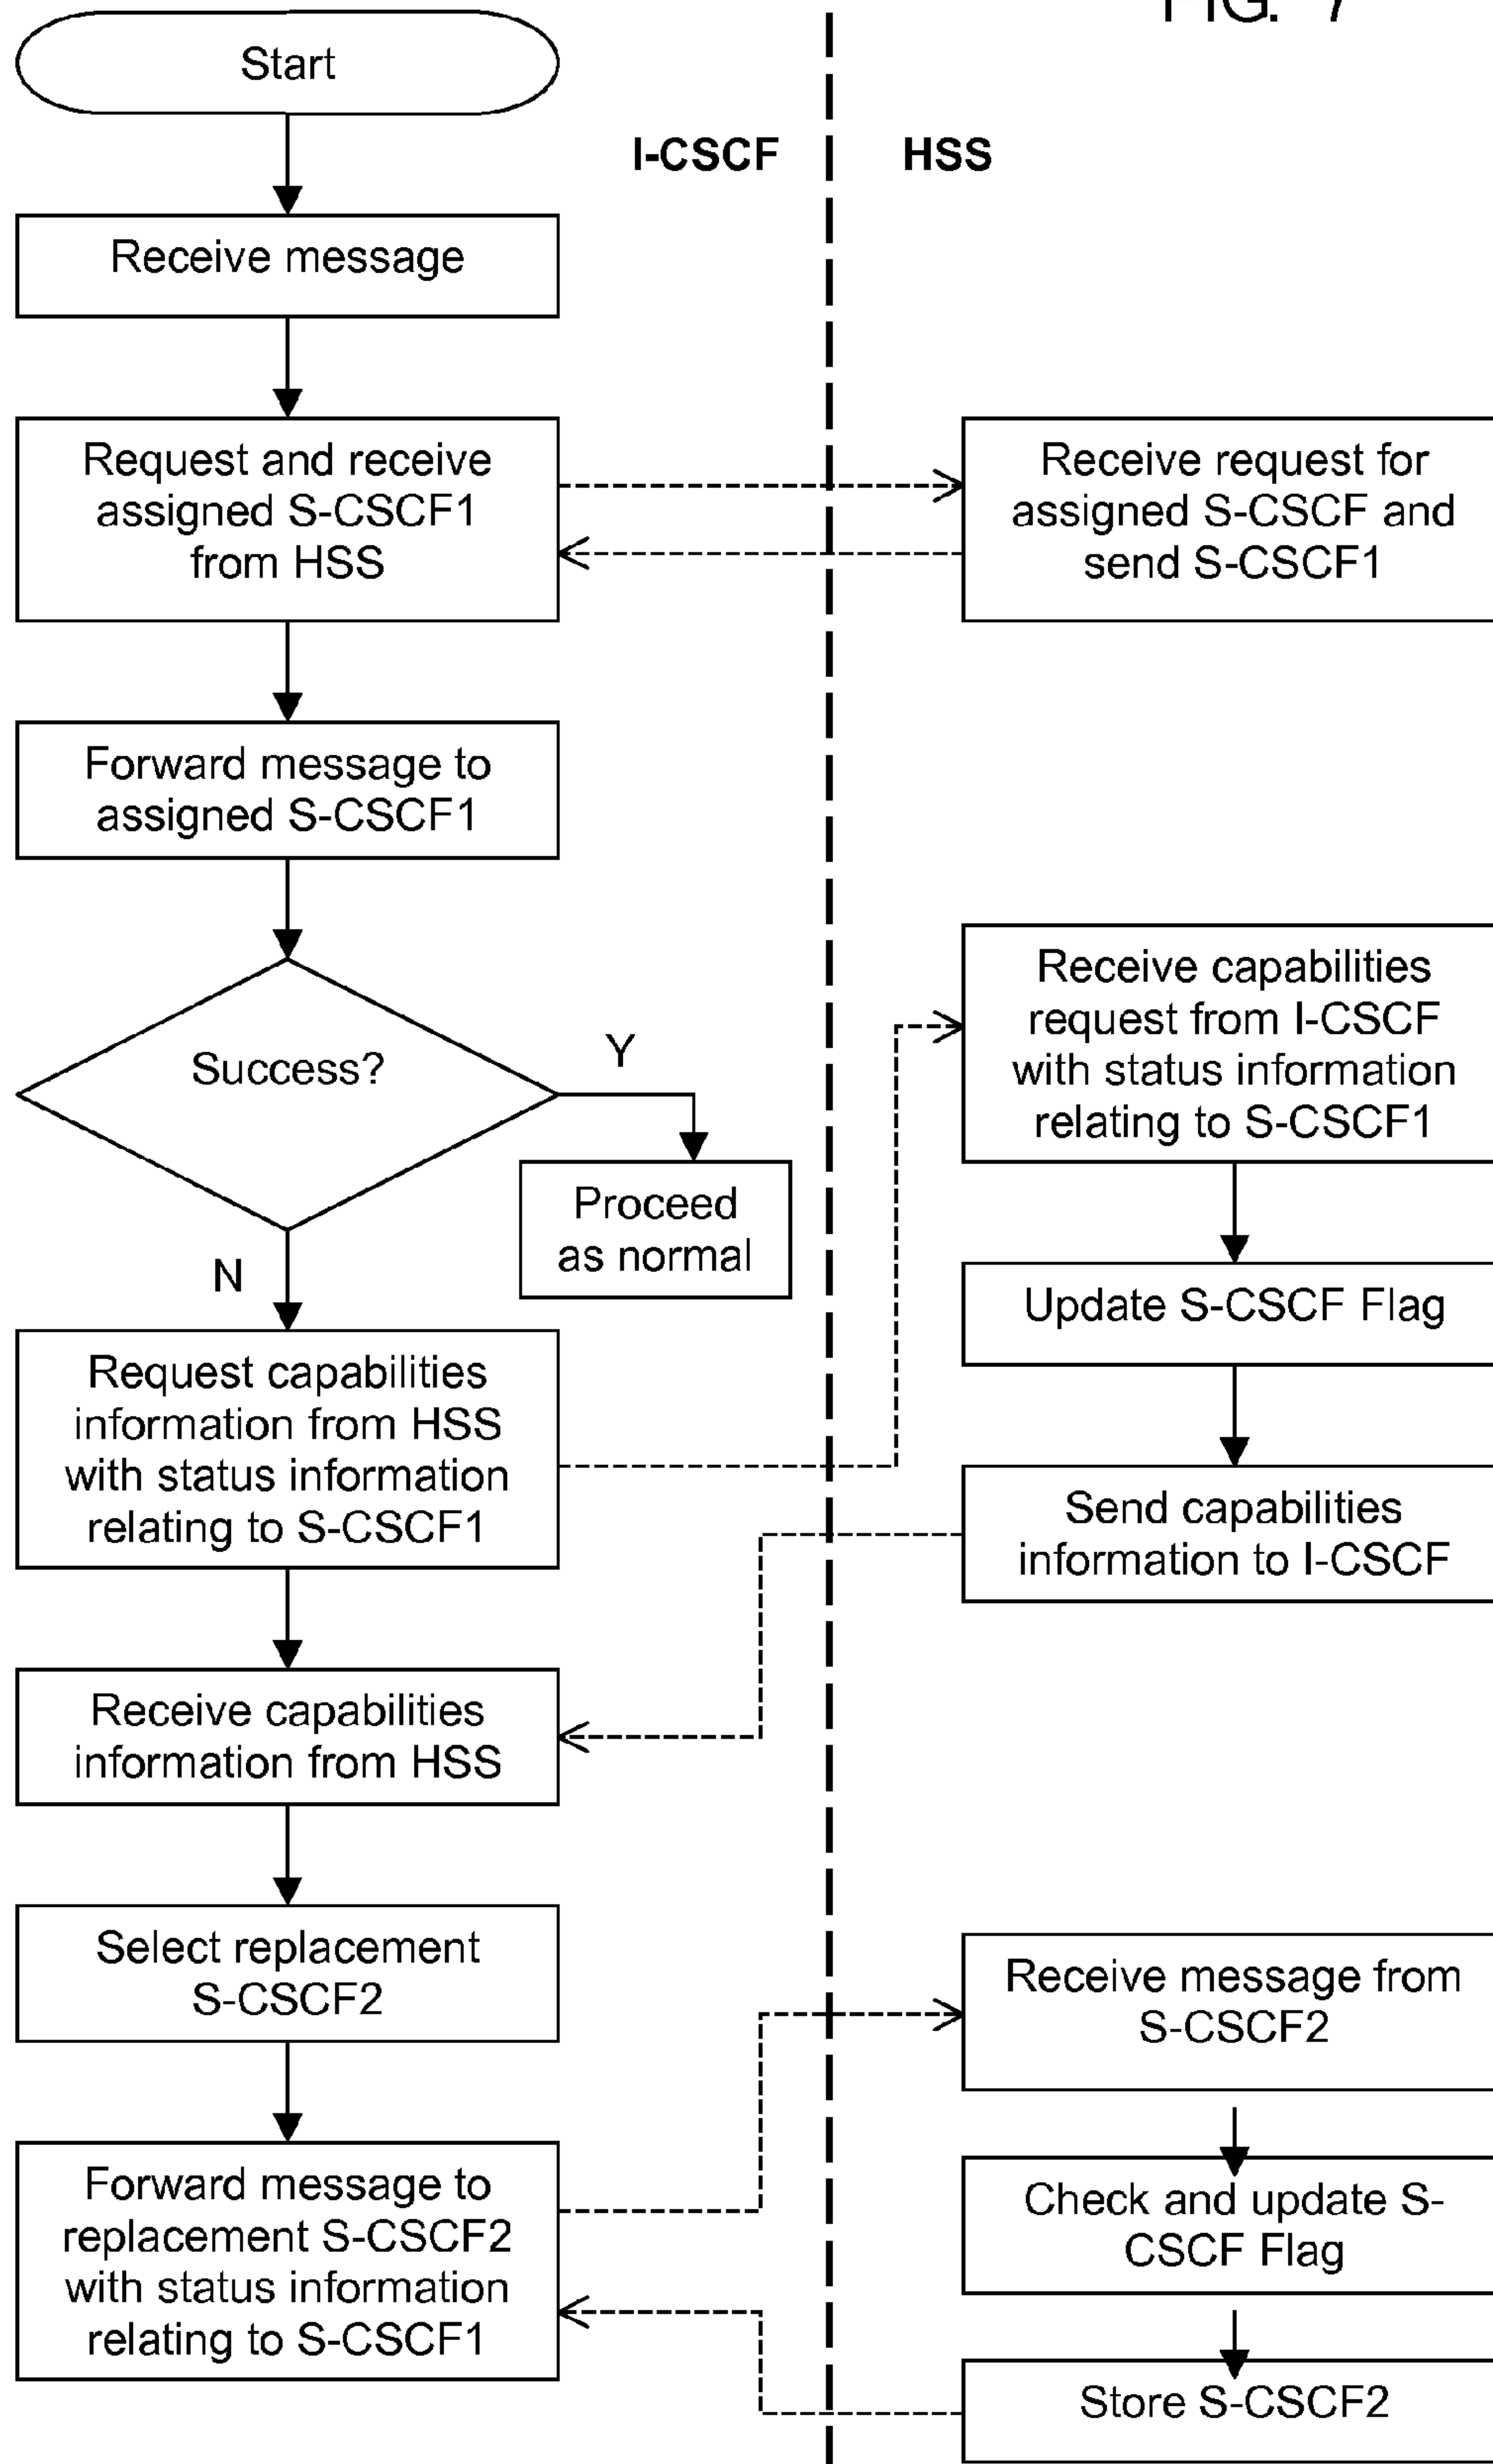 FIG. 7
Start
I-CSCF
HSS
Receive message
Request and receive
assigned S-CSCF1
from HSS
Receive request for
assigned S-CSCF and
send S-CSCF1
Forward message to
assigned S-CSCF1
Success?
Y
Proceed
as normal
N
Receive capabilities
request from I-CSCF
with status information
relating to S-CSCF1
Update S-CSCF Flag
Request capabilities
information from HSS
with status information
relating to S-CSCF1
Send capabilities
information to I-CSCF
Receive capabilities
information from HSS
Select replacement
S-CSCF2
Receive message from
S-CSCF2
Forward message to
replacement S-CSCF2
with status information
relating to S-CSCF1
Check and update S-
CSCF Flag
Store S-CSCF2